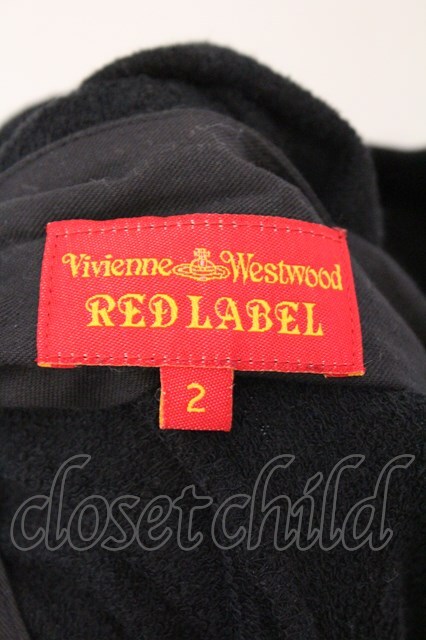 Vivienne Westwood
RED LABEL
2
closet child